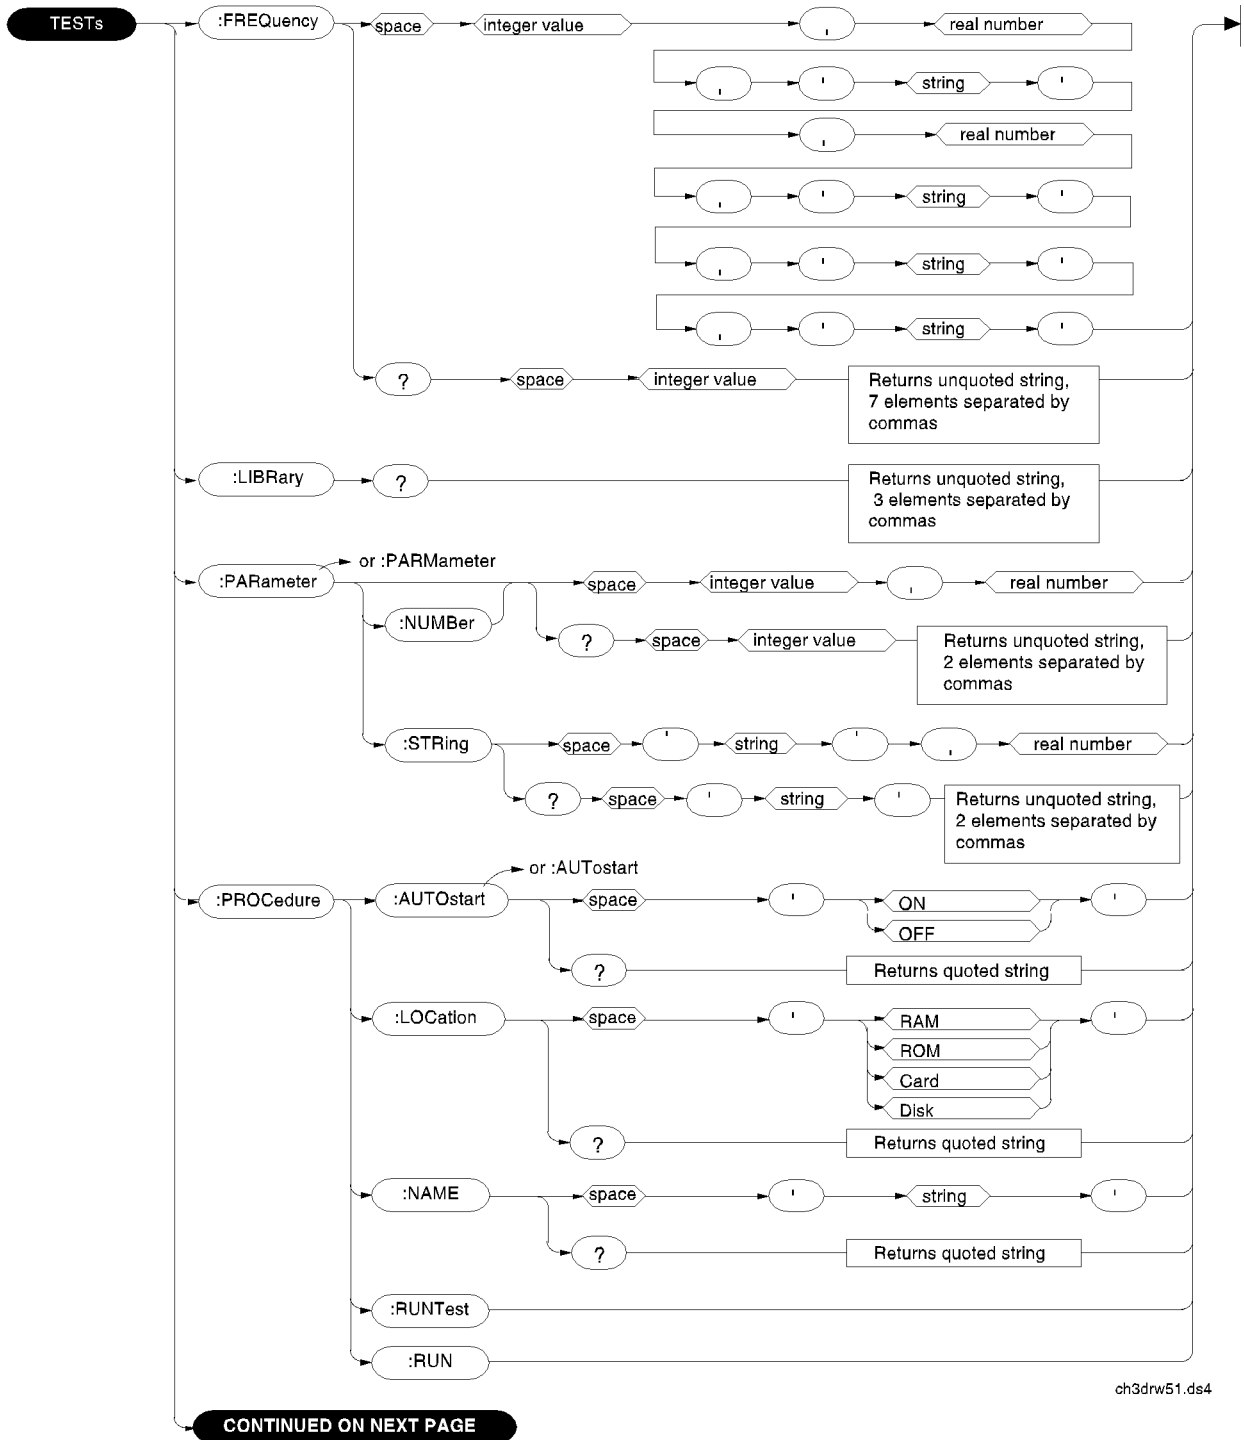 TESTs :FREQuency space integer value , real number
, ' string '
, real number
, ' string '
, ' string '
, ' string '
? space integer value Returns unquoted string,
7 elements separated by
commas
:LIBRary ? Returns unquoted string,
3 elements separated by
commas
or :PARMameter
:PARameter space integer value , real number
:NUMBer
? space integer value Returns unquoted string,
2 elements separated by
commas
:STRing space ' string ' , real number
? space ' string ' Returns unquoted string,
2 elements separated by
commas
or :AUTostart
:PROCedure :AUTOstart space ' ON '
OFF
? Returns quoted string
:LOCation space ' RAM '
ROM
Card
Disk
? Returns quoted string
:NAME space ' string '
? Returns quoted string
:RUNTest
:RUN
ch3drw51.ds4
CONTINUED ON NEXT PAGE